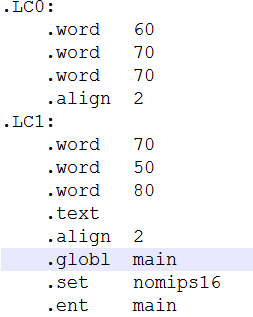 .LC0:
.word 60
.word 70
.word 70
.align 2
.LC1:
.word 70
.word 50
.word 80
.text
.align 2
.globl main
.set nomips16
.ent main